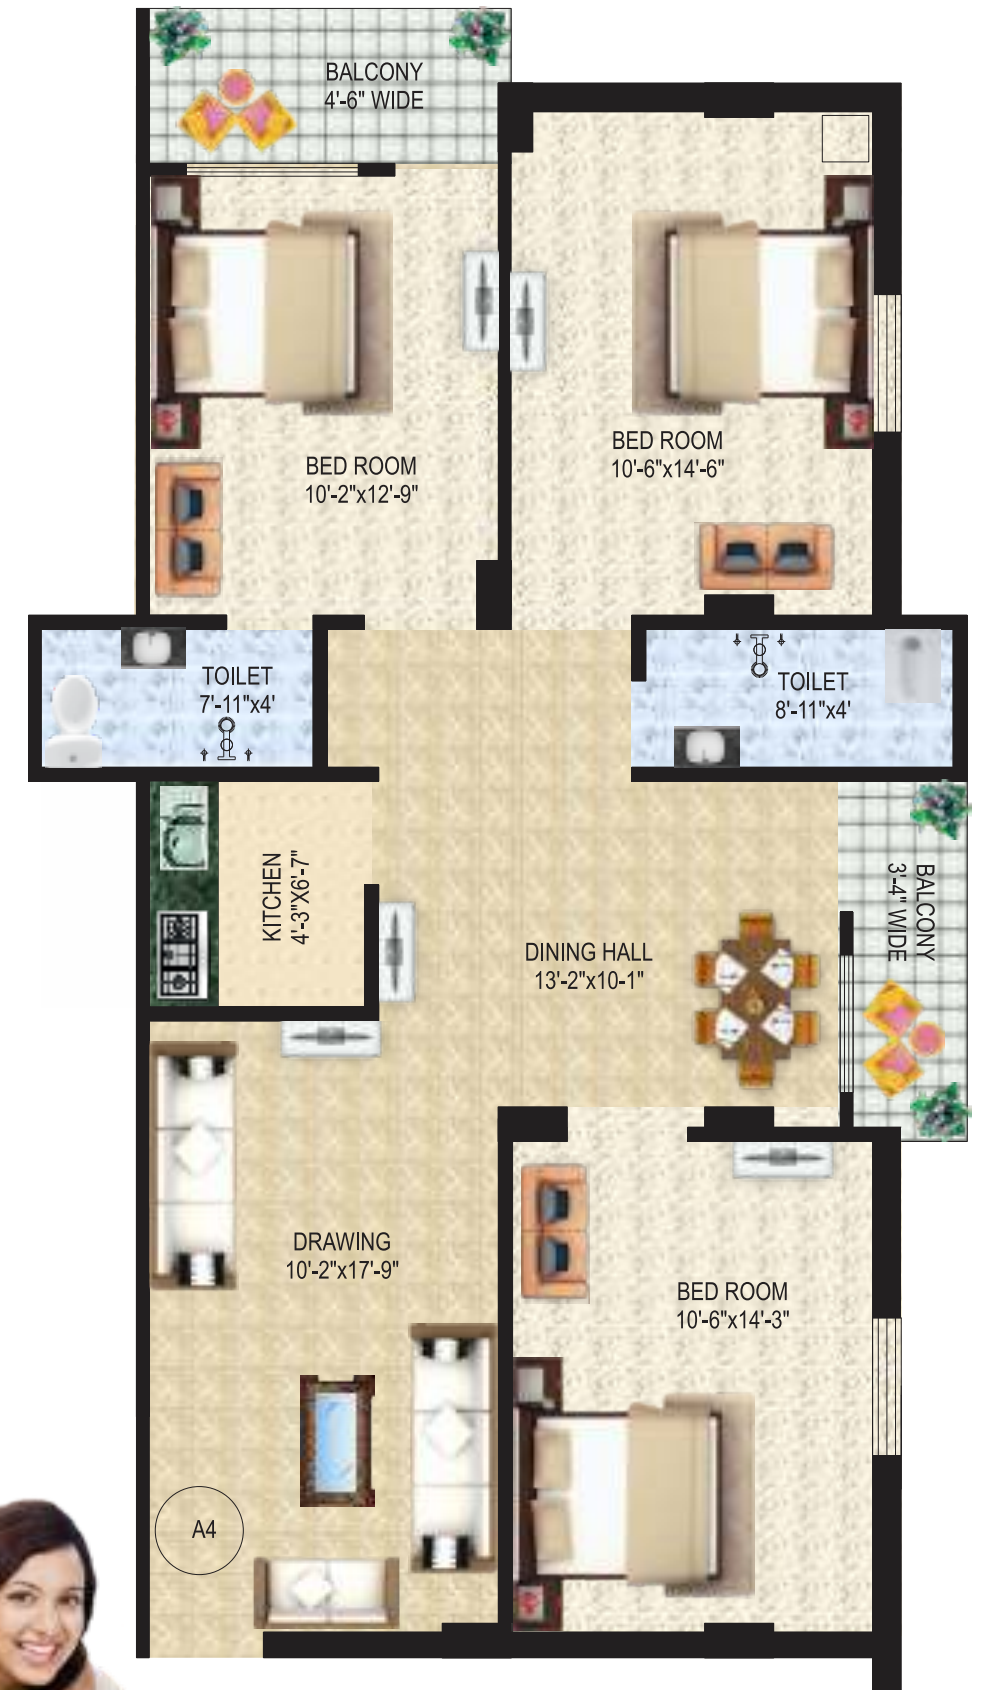 BALCONY
4'-6" WIDE
BED ROOM
10'-6"x14'-6"
BED ROOM
10'-2"x12'-9"
TOILET
7'-11"x4'
TOILET
8'-11"x4'
KITCHEN
4'-3"X6'-7"
BALCONY
3'-4" WIDE
DINING HALL
13'-2"x10-1"
DRAWING
10'-2"x17'-9"
BED ROOM
10'-6"x14'-3"
A4